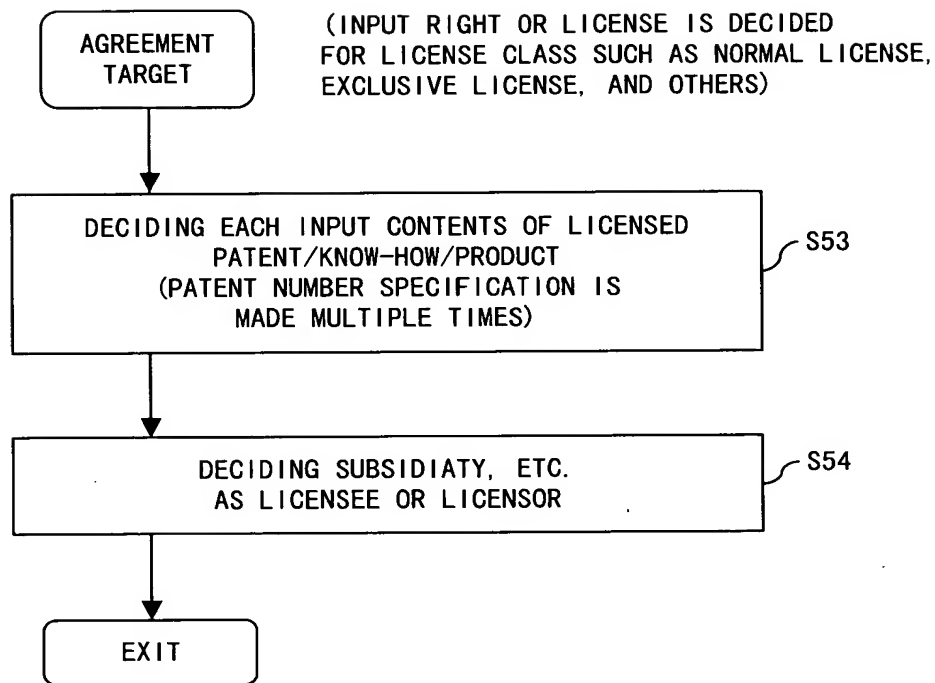 AGREEMENT
TARGET
(INPUT RIGHT OR LICENSE IS DECIDED
FOR LICENSE CLASS SUCH AS NORMAL LICENSE,
EXCLUSIVE LICENSE, AND OTHERS)
DECIDING EACH INPUT CONTENTS OF LICENSED
PATENT/KNOW-HOW/PRODUCT
(PATENT NUMBER SPECIFICATION IS
MADE MULTIPLE TIMES)
S53
DECIDING SUBSIDIATY, ETC.
AS LICENSEE OR LICENSOR
S54
EXIT